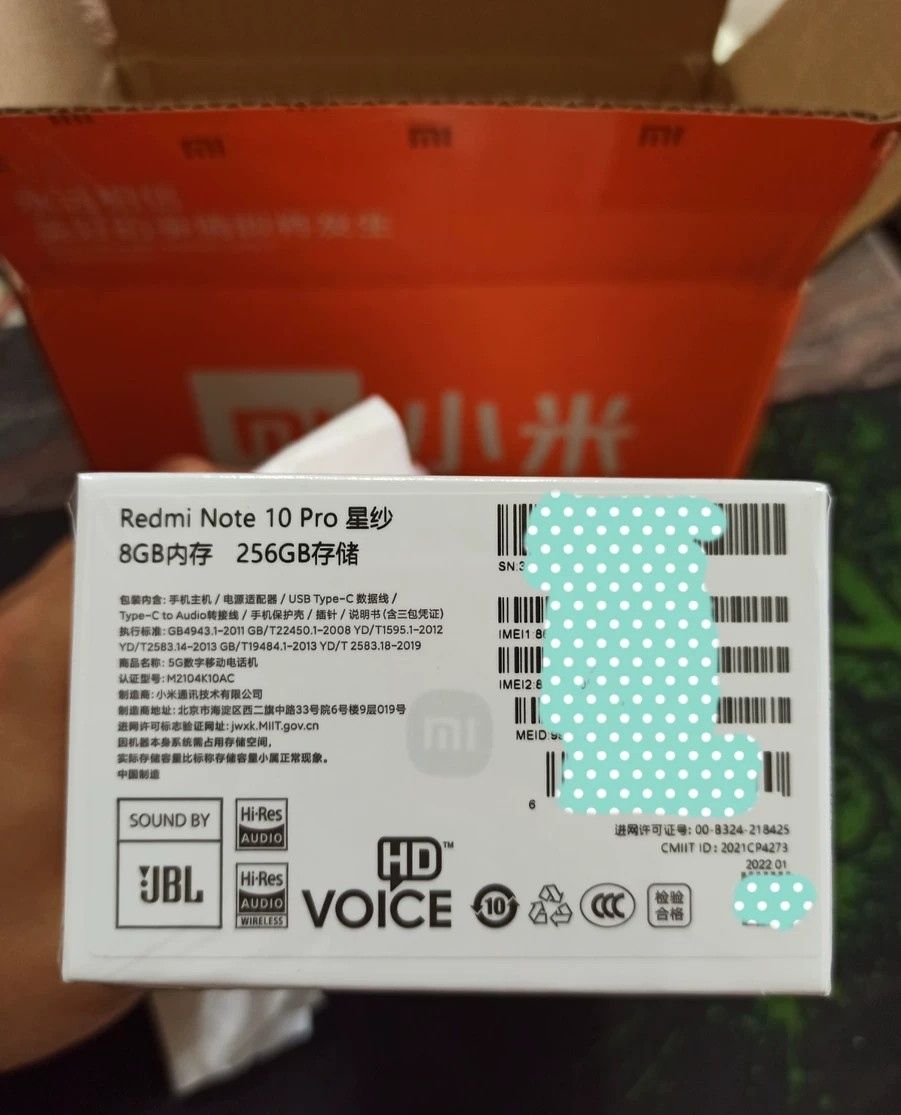 mi
mi
小米
Redmi Note 10 Pro 星纱
8GB内存 256GB存储
包装内含: 手机主机 / 电源适配器 / USB Type-C 数据线 /
Type-C to Audio转接线 / 手机保护壳 / 插针 / 说明书 (含三包凭证)
执行标准: GB4943.1-2011 GB/T22450.1-2008 YD/T1595.1-2012
YD/T2583.14-2013 GB/T19484.1-2013 YD/T 2583.18-2019
商品名称: 5G数字移动电话机
认证型号: M2104K10AC
制造商: 小米通讯技术有限公司
制造商地址: 北京市海淀区西二旗中路33号院6号楼9层019号
进网许可标志验证网址: jwxk.MIIT.gov.cn
因机器本身系统需占用存储空间,
实际存储容量比标称存储容量小属正常现象。
中国制造
mi
SN:3
IMEI1:86
IMEI2:8
MEID:99
6
进网许可证号: 00-B324-218425
CMIIT ID: 2021CP4273
2022 01
SOUND BY
JBL
Hi-Res
AUDIO
Hi-Res
AUDIO
WIRELESS
HD™
VOICE
10
CCC
检验
合格